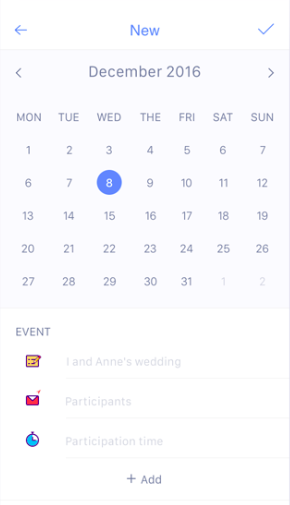 New
December 2016
MON TUE WED THE FRI SAT SUN
1 2 3 4 5 6 7
6 7 8 9 10 11 12
13 14 15 16 17 18 19
20 21 22 23 24 25 26
27 28 29 30 31 1 2
EVENT
I and Anne's wedding
Participants
Participation time
+ Add